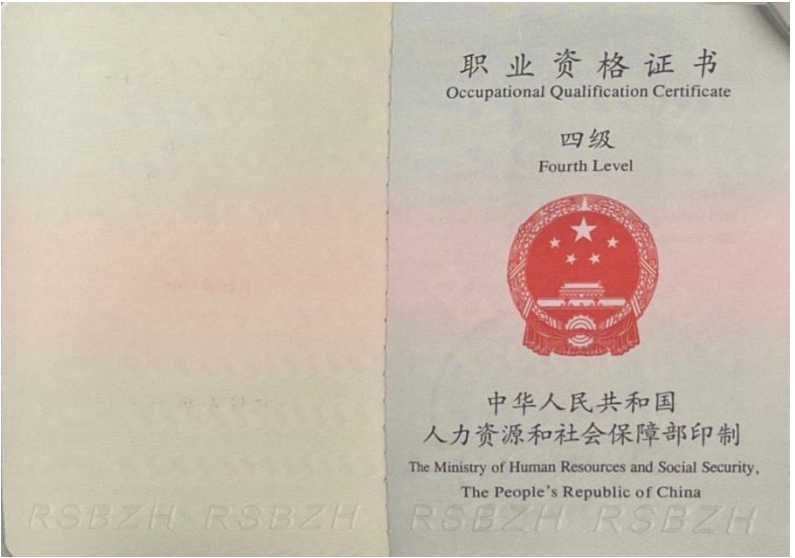 职业资格证书
Occupational Qualification Certificate
四级
Fourth Level
中华人民共和国
人力资源和社会保障部印制
The Ministry of Human Resources and Social Security,
The People's Republic of China
RSBZH RSBZH RSBZH RSBZH